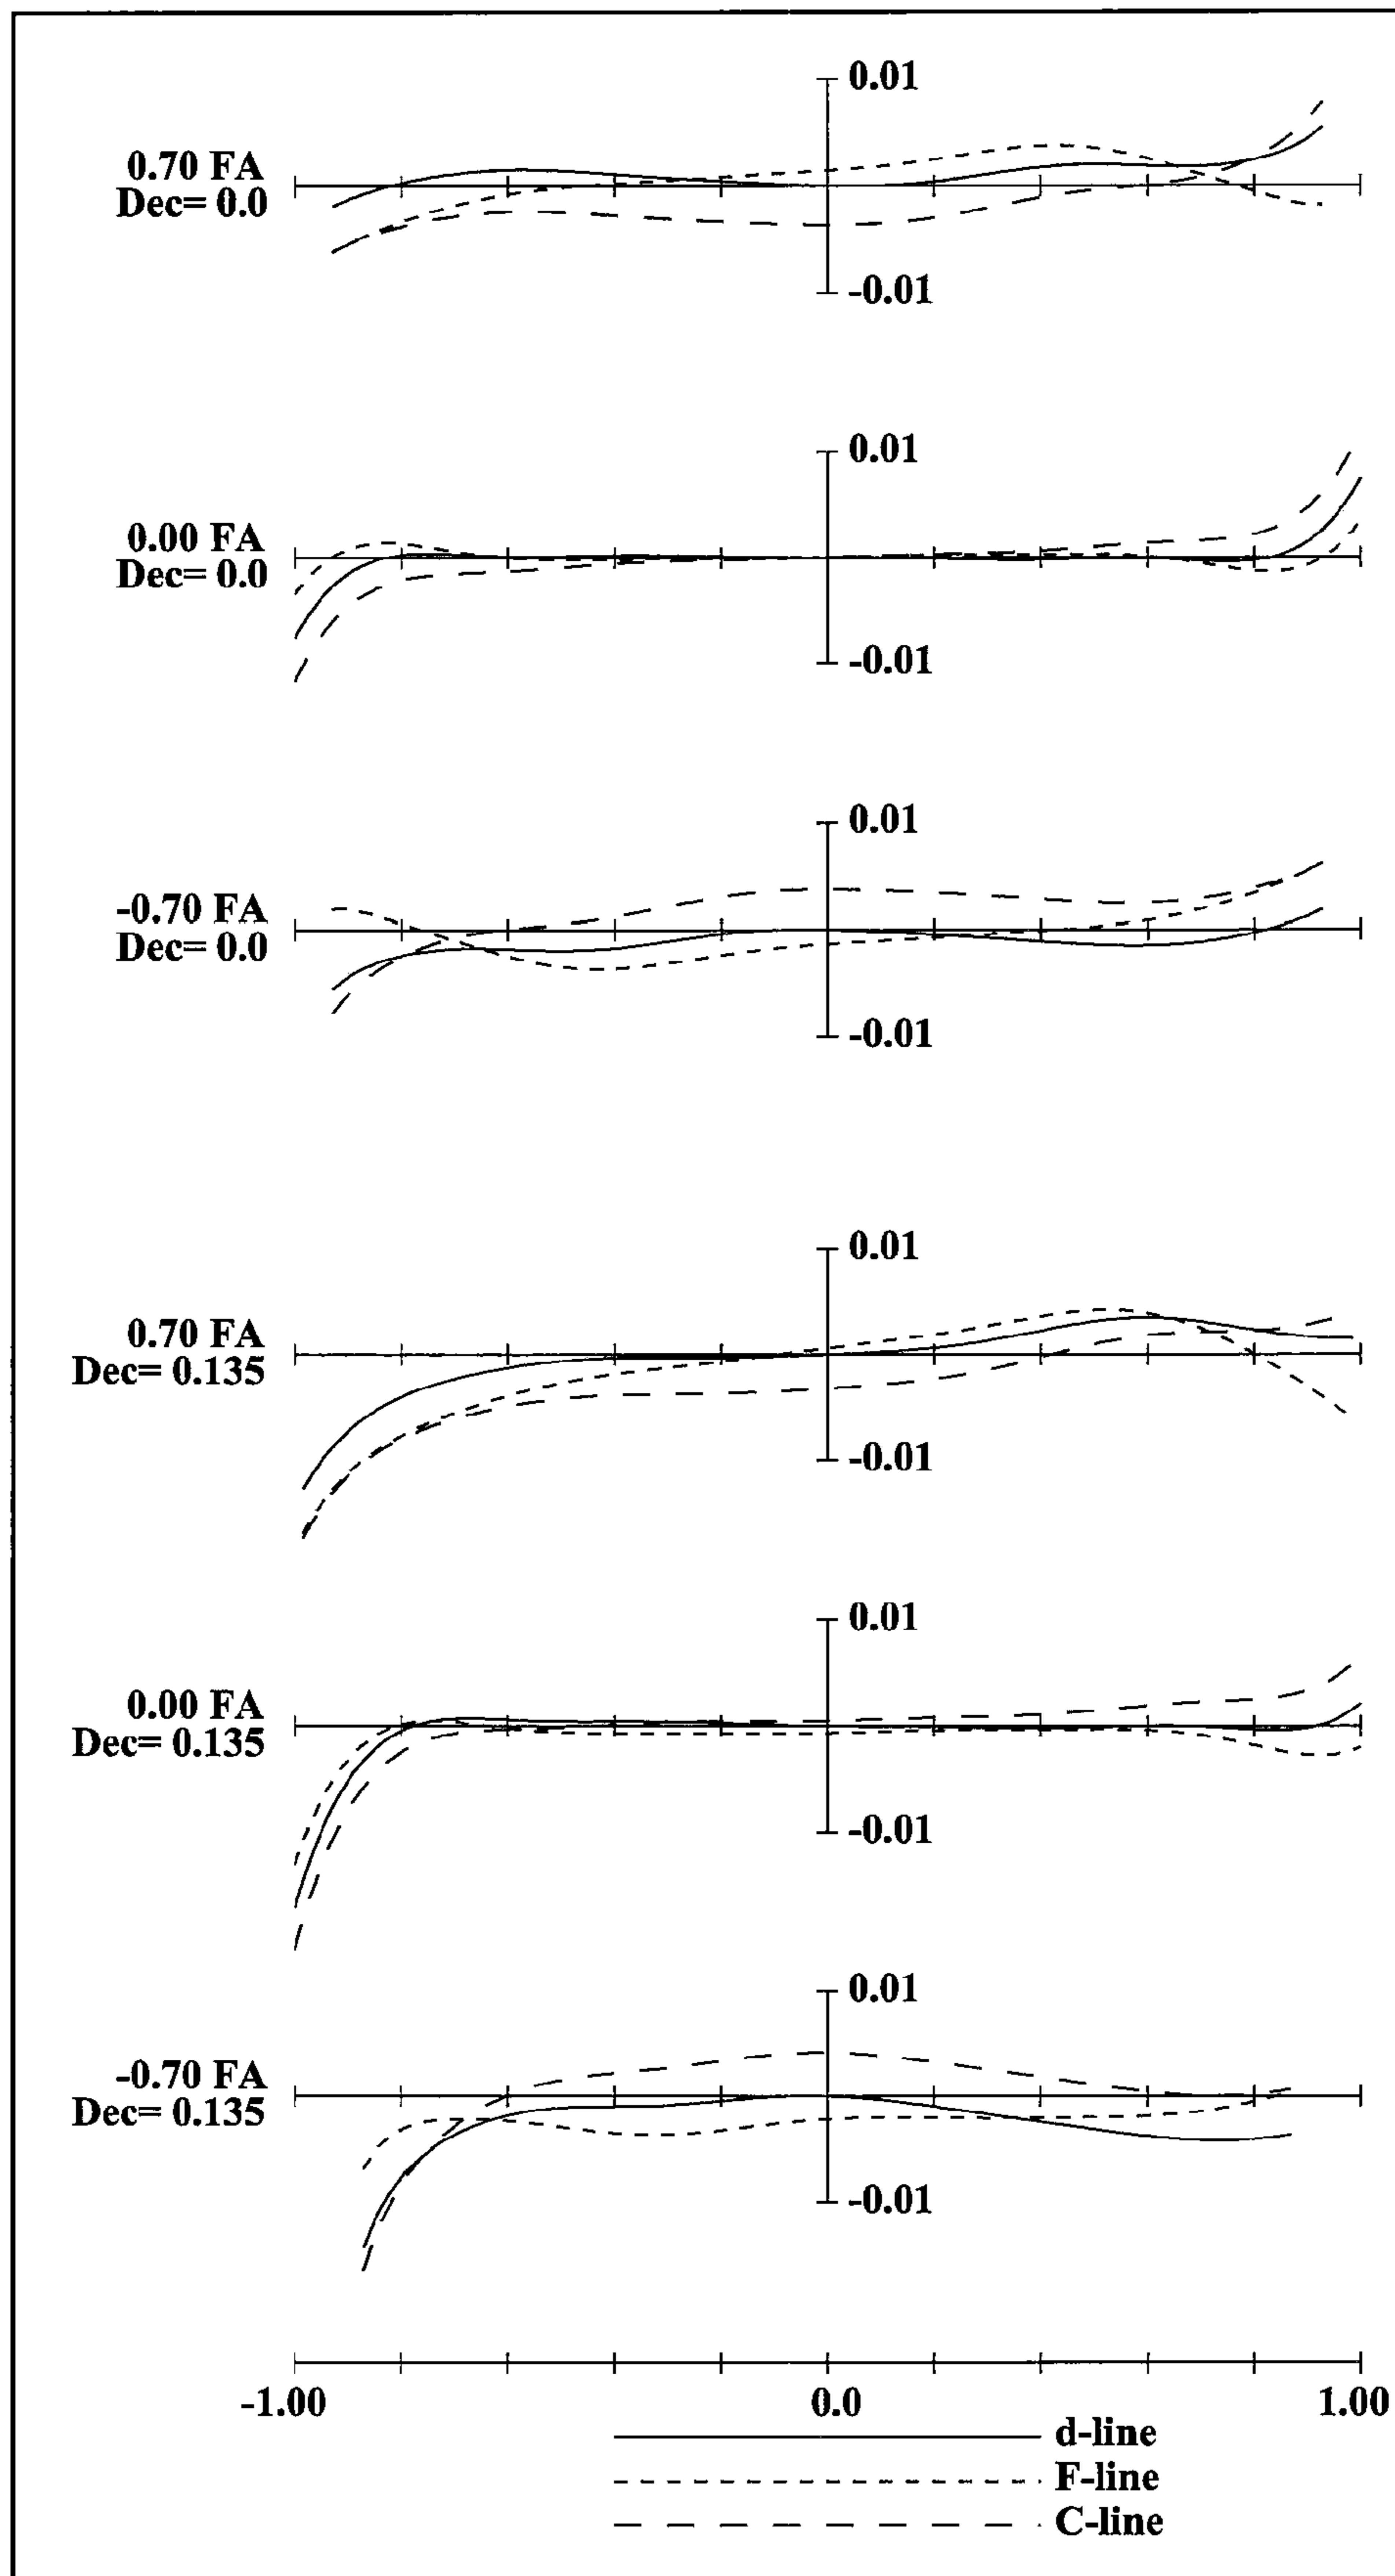 0.01
0.70 FA
Dec= 0.0
-0.01
0.01
0.00 FA
Dec= 0.0
-0.01
0.01
-0.70 FA
Dec= 0.0
-0.01
0.01
0.70 FA
Dec= 0.135
-0.01
0.01
0.00 FA
Dec= 0.135
-0.01
0.01
-0.70 FA
Dec= 0.135
-0.01
-1.00 0.0 1.00
d-line
F-line
C-line